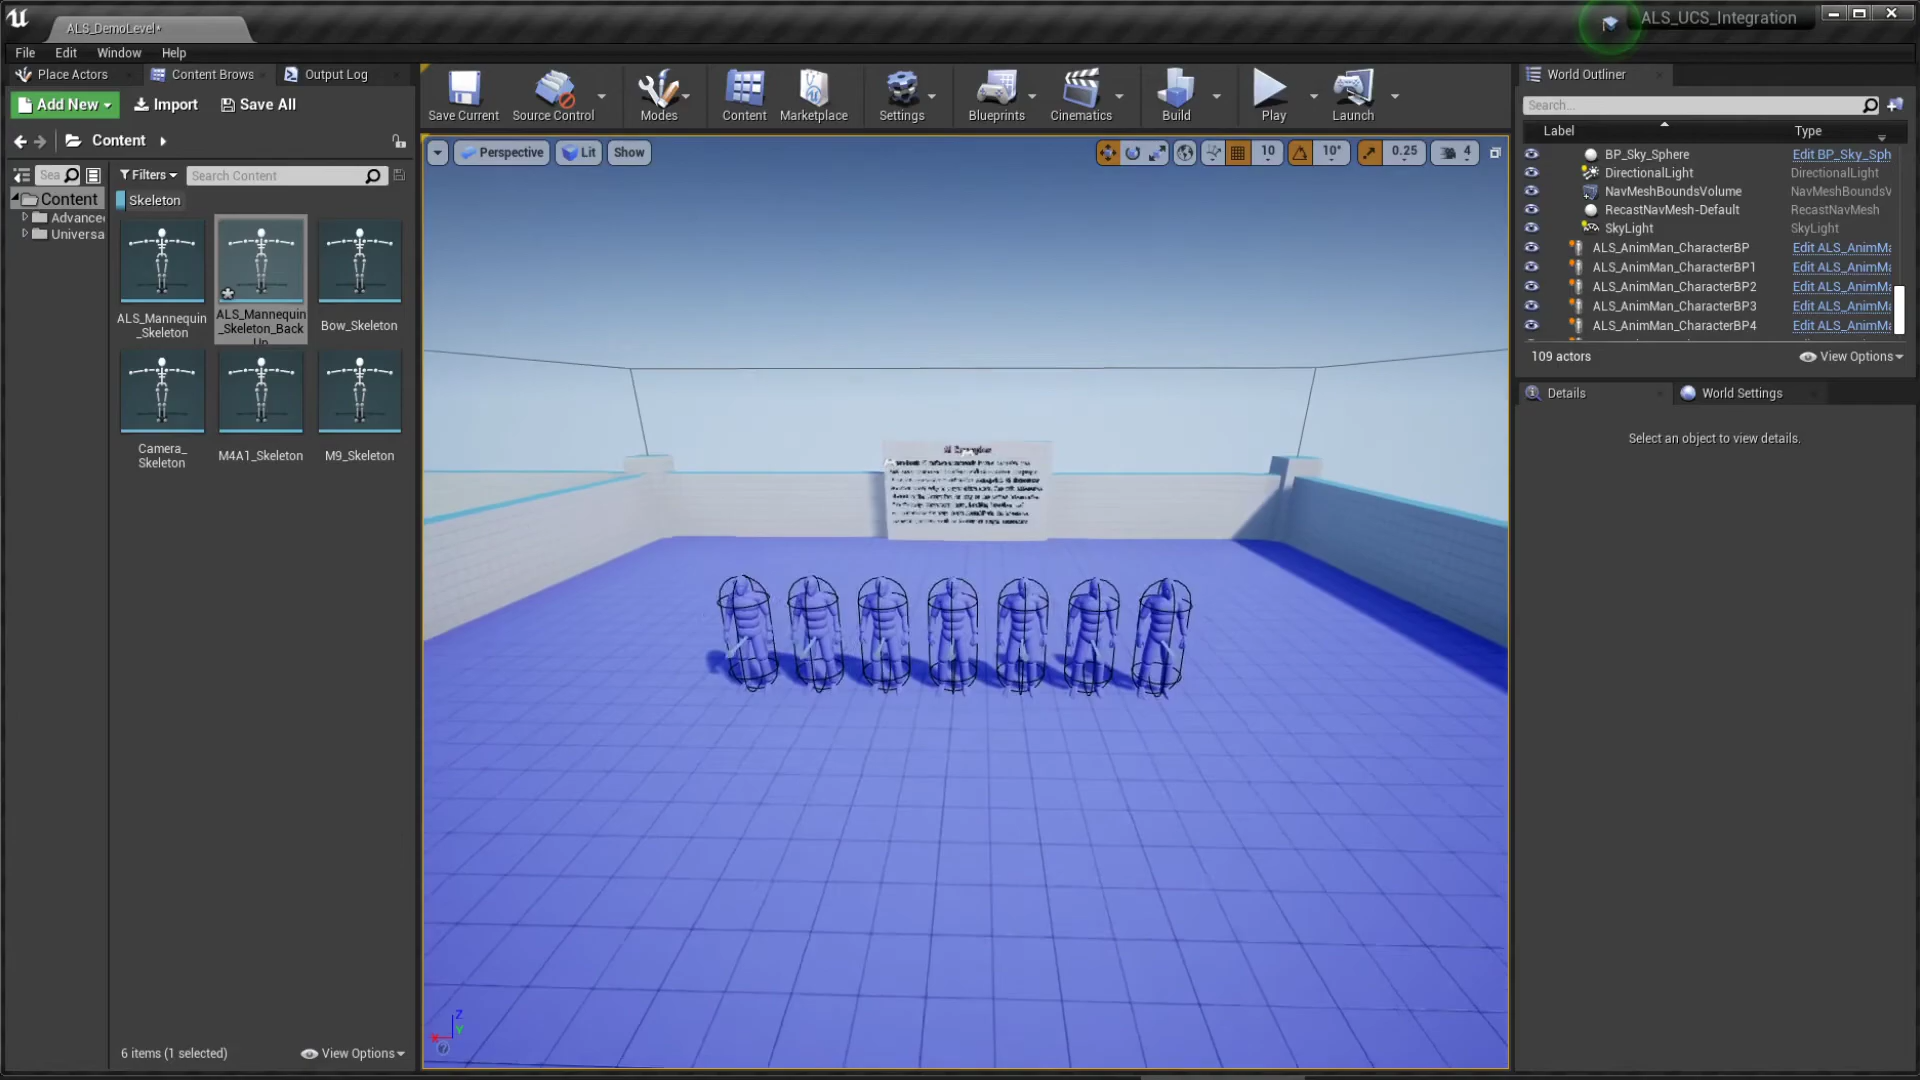 ALS_DemoLevel*
ALS_UCS_Integration
File Edit Window Help
Place Actors
Content Brows
Output Log
Add New
Import
Save All
Content
Sea
Filters
Search Content
Content
Advance
Universa
Skeleton
ALS_Mannequin
_Skeleton
ALS_Mannequin
_Skeleton_Back
Up
Bow_Skeleton
Camera_
Skeleton
M4A1_Skeleton
M9_Skeleton
6 items (1 selected)
View Options
Save Current
Source Control
Modes
Content
Marketplace
Settings
Blueprints
Cinematics
Build
Play
Launch
Perspective
Lit
Show
10
10°
0.25
4
Z
Y
World Outliner
Search...
Label Type
BP_Sky_Sphere Edit BP_Sky_Sph
DirectionalLight DirectionalLight
NavMeshBoundsVolume NavMeshBoundsV
RecastNavMesh-Default RecastNavMesh
SkyLight SkyLight
ALS_AnimMan_CharacterBP Edit ALS_AnimMa
ALS_AnimMan_CharacterBP1 Edit ALS_AnimMa
ALS_AnimMan_CharacterBP2 Edit ALS_AnimMa
ALS_AnimMan_CharacterBP3 Edit ALS_AnimMa
ALS_AnimMan_CharacterBP4 Edit ALS_AnimMa
109 actors
View Options
Details
World Settings
Select an object to view details.